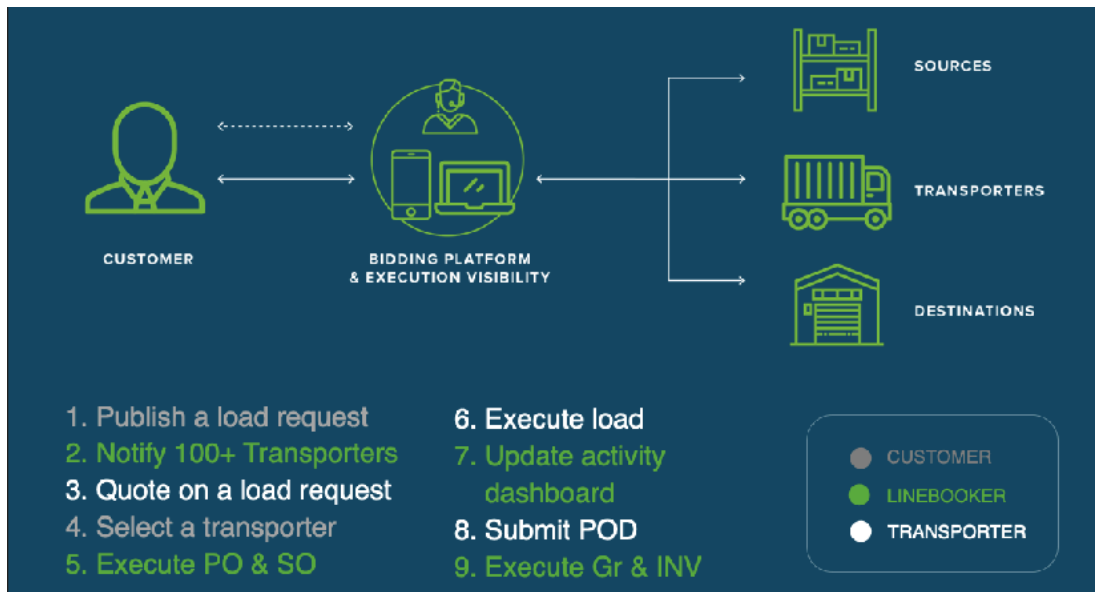 SOURCES
TRANSPORTERS
DESTINATIONS
CUSTOMER
BIDDING PLATFORM
& EXECUTION VISIBILITY
1. Publish a load request
2. Notify 100+ Transporters
3. Quote on a load request
4. Select a transporter
5. Execute PO & SO
6. Execute load
7. Update activity
dashboard
8. Submit POD
9. Execute Gr & INV
CUSTOMER
LINEBOOKER
TRANSPORTER